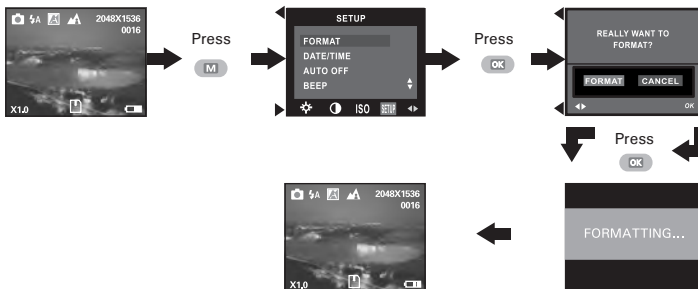 2048X1536
0016
X1.0
Press
M
SETUP
FORMAT
DATE/TIME
AUTO OFF
BEEP
ISO
SETUP
Press
OK
REALLY WANT TO
FORMAT?
FORMAT CANCEL
OK
Press
OK
FORMATTING...
2048X1536
0016
X1.0